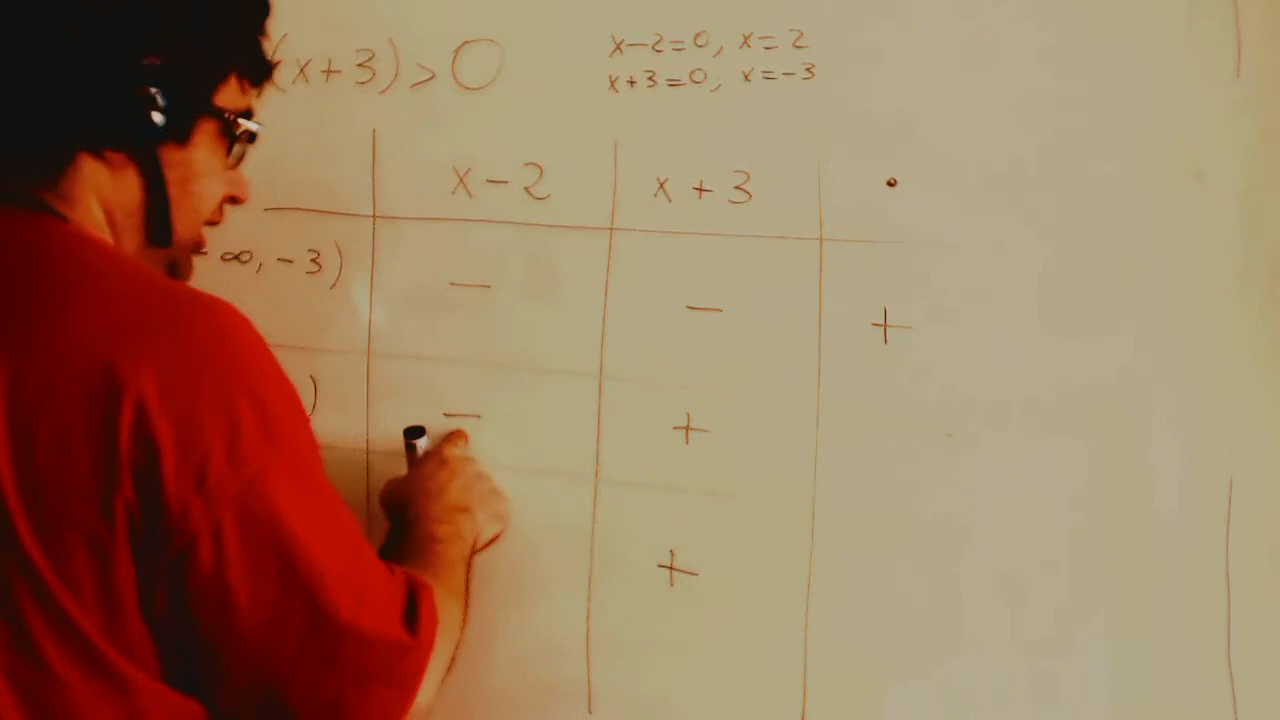 (x+3)>0
x-2=0, x=2
x+3=0, x=-3
x-2 x+3 •
-∞,-3) - - +
) - +
+